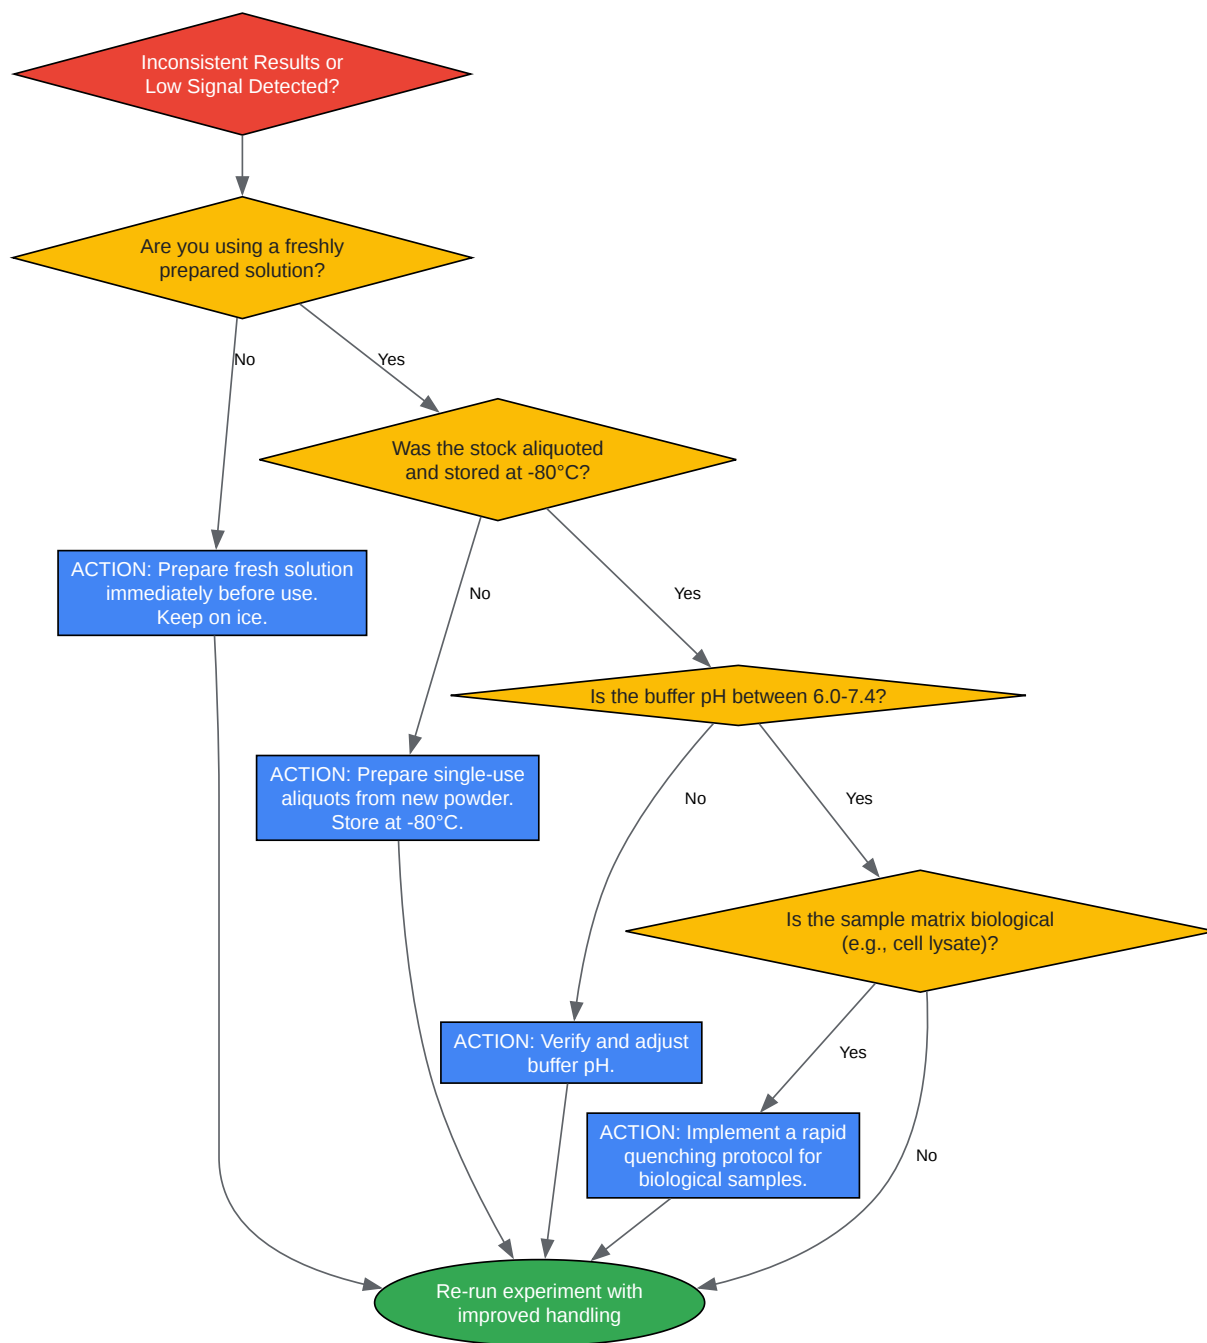 Inconsistent Results or
Low Signal Detected?
Are you using a freshly
prepared solution?
No
Yes
Was the stock aliquoted
and stored at -80°C?
ACTION: Prepare fresh solution
immediately before use.
Keep on ice.
No
Yes
Is the buffer pH between 6.0-7.4?
ACTION: Prepare single-use
aliquots from new powder.
Store at -80°C.
No
Yes
Is the sample matrix biological
(e.g., cell lysate)?
ACTION: Verify and adjust
buffer pH.
Yes
ACTION: Implement a rapid
quenching protocol for
biological samples.
No
Re-run experiment with
improved handling